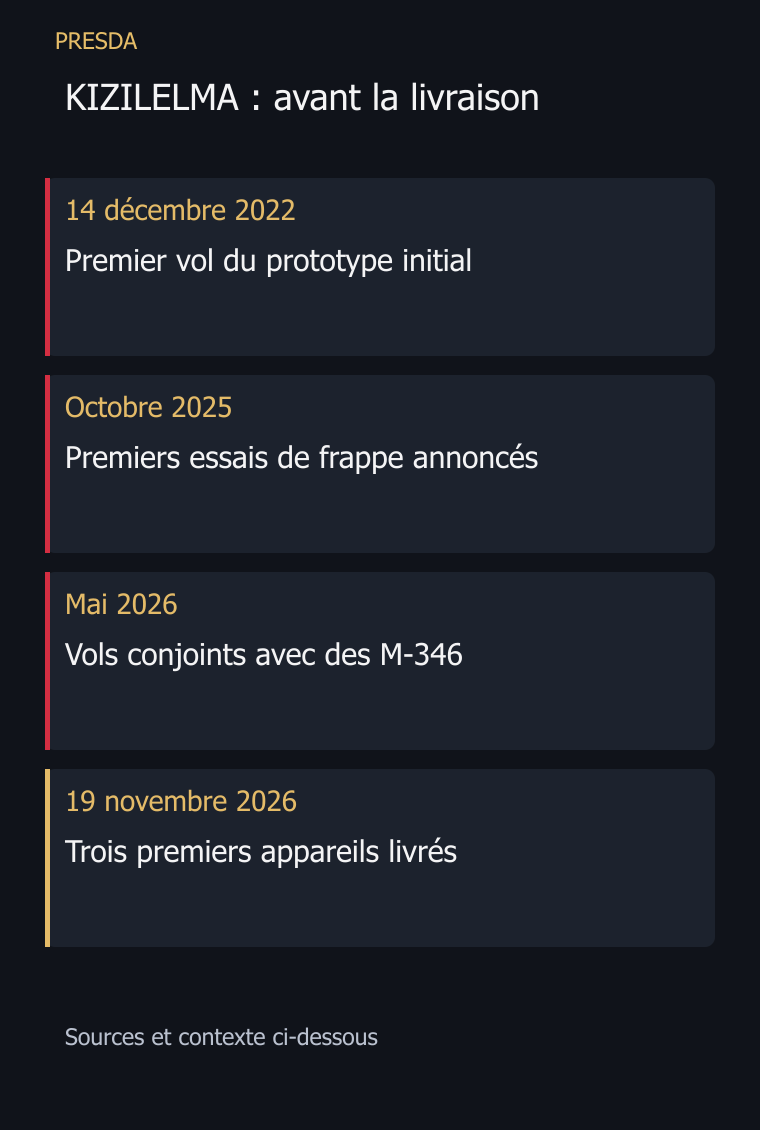 PRESDA
KIZILELMA : avant la livraison
14 décembre 2022
Premier vol du prototype initial
Octobre 2025
Premiers essais de frappe annoncés
Mai 2026
Vols conjoints avec des M-346
19 novembre 2026
Trois premiers appareils livrés
Sources et contexte ci-dessous